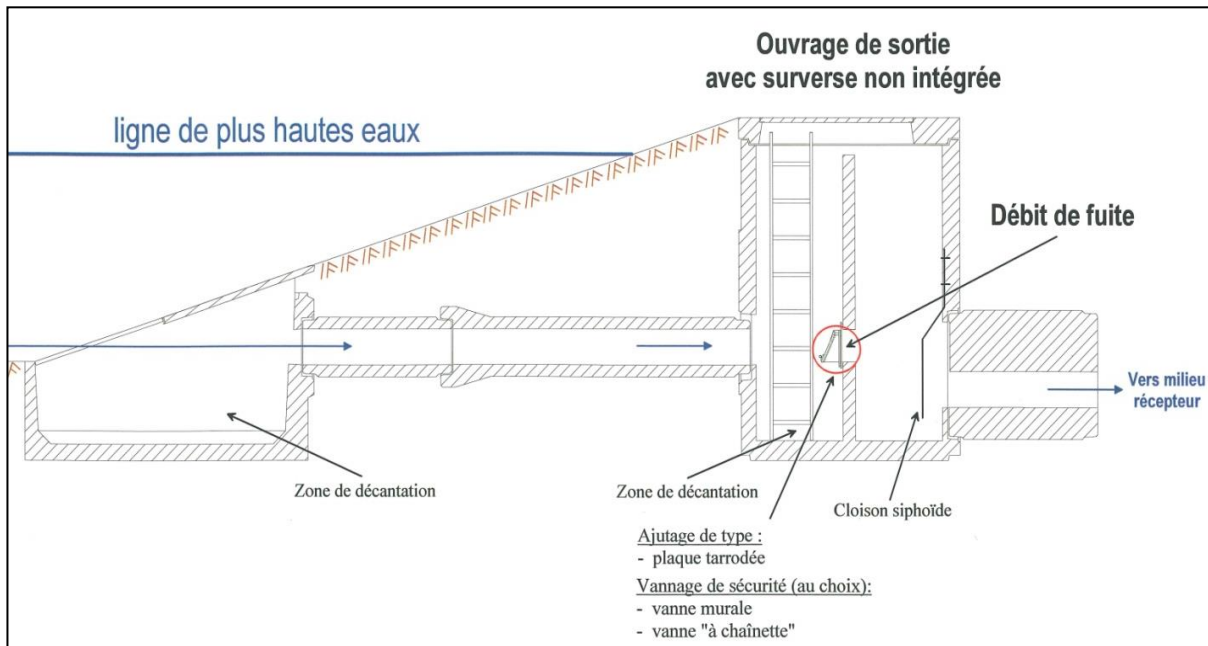 Ouvrage de sortie
avec surverse non intégrée
ligne de plus hautes eaux
Débit de fuite
Vers milieu
récepteur
Zone de décantation
Zone de décantation
Cloison siphoïde
Ajutage de type :
- plaque tarrodée
Vannage de sécurité (au choix):
- vanne murale
- vanne "à chaînette"